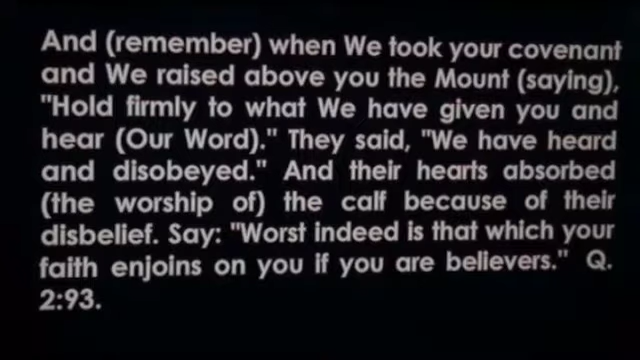 And (remember) when We took your covenant
and We raised above you the Mount (saying),
"Hold firmly to what We have given you and
hear (Our Word)." They said, "We have heard
and disobeyed." And their hearts absorbed
(the worship of) the calf because of their
disbelief. Say: "Worst indeed is that which your
faith enjoins on you if you are believers." Q.
2:93.